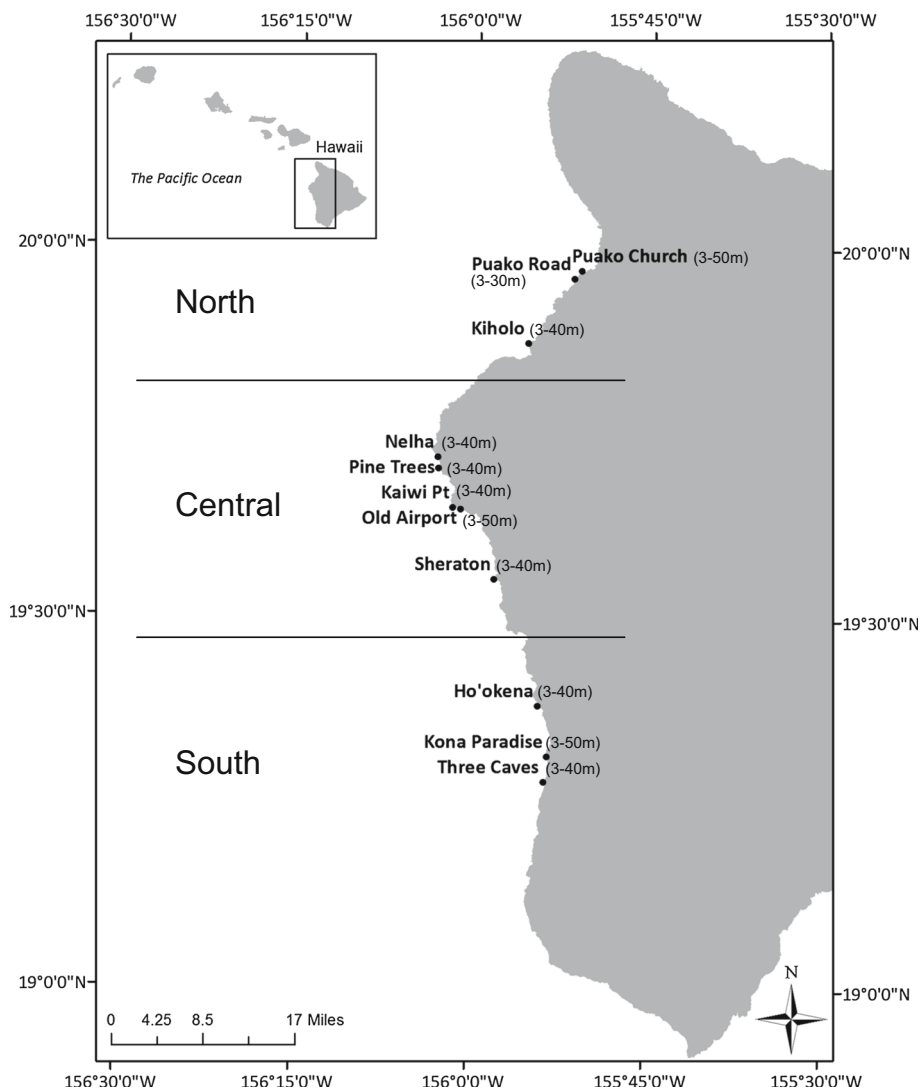 156°30'0"W 156°15'0"W 156°0'0"W 155°45'0"W 155°30'0"W
Hawaii
The Pacific Ocean
20°0'0"N
20°0'0"N
Puako Church (3-50m)
Puako Road
(3-30m)
North
Kiholo (3-40m)
Nelha (3-40m)
Pine Trees (3-40m)
Kaiwi Pt (3-40m)
Central
Old Airport (3-50m)
Sheraton (3-40m)
19°30'0"N
19°30'0"N
Ho'okena (3-40m)
Kona Paradise (3-50m)
South
Three Caves (3-40m)
N
19°0'0"N
19°0'0"N
0 4.25 8.5 17 Miles
156°30'0"W 156°15'0"W 156°0'0"W 155°45'0"W 155°30'0"W